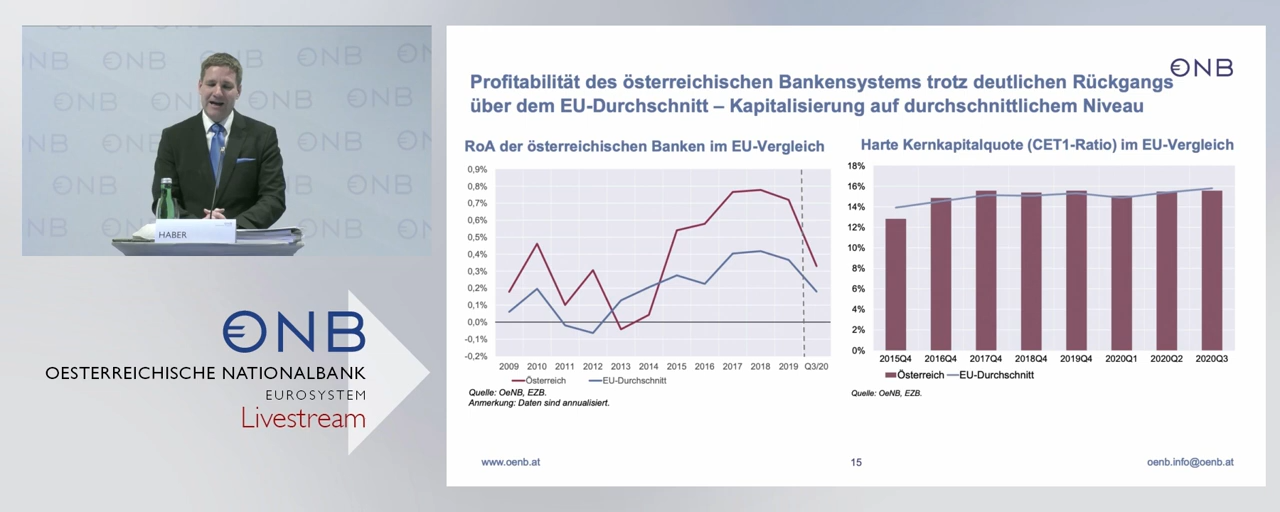 ONB
HABER
ONB
OESTERREICHISCHE NATIONALBANK
EUROSYSTEM
Livestream
ONB
Profitabilität des österreichischen Bankensystems trotz deutlichen Rückgangs
über dem EU-Durchschnitt – Kapitalisierung auf durchschnittlichem Niveau
RoA der österreichischen Banken im EU-Vergleich
0,9%
0,8%
0,7%
0,6%
0,5%
0,4%
0,3%
0,2%
0,1%
0,0%
-0,1%
-0,2%
2009 2010 2011 2012 2013 2014 2015 2016 2017 2018 2019 Q3/20
Österreich EU-Durchschnitt
Quelle: OeNB, EZB.
Anmerkung: Daten sind annualisiert.
Harte Kernkapitalquote (CET1-Ratio) im EU-Vergleich
18%
16%
14%
12%
10%
8%
6%
4%
2%
0%
2015Q4 2016Q4 2017Q4 2018Q4 2019Q4 2020Q1 2020Q2 2020Q3
Österreich EU-Durchschnitt
Quelle: OeNB, EZB.
www.oenb.at 15 oenb.info@oenb.at